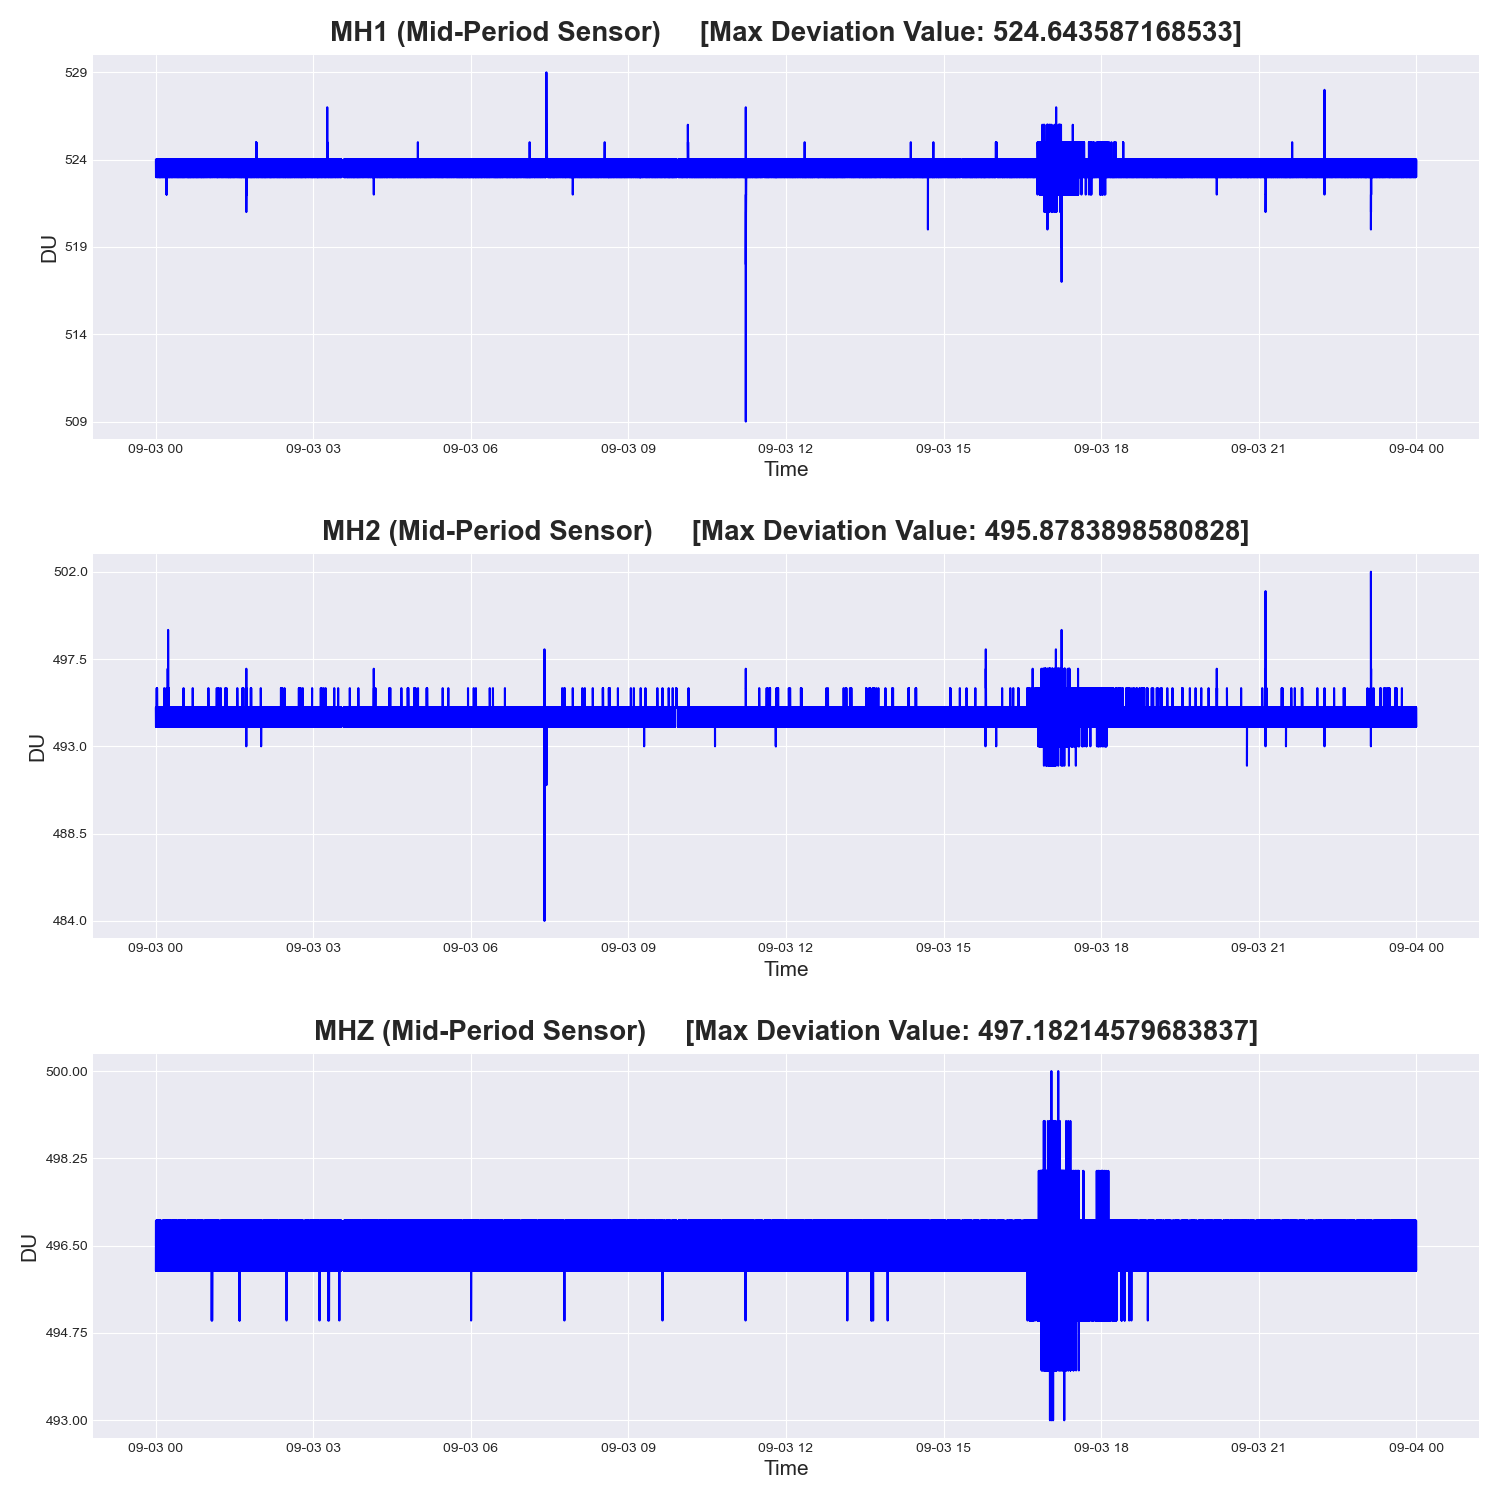 MH1 (Mid-Period Sensor) [Max Deviation Value: 524.643587168533]
529
524
519
514
509
DU
09-03 00 09-03 03 09-03 06 09-03 09 09-03 12 09-03 15 09-03 18 09-03 21 09-04 00
Time
MH2 (Mid-Period Sensor) [Max Deviation Value: 495.8783898580828]
502.0
497.5
493.0
488.5
484.0
DU
09-03 00 09-03 03 09-03 06 09-03 09 09-03 12 09-03 15 09-03 18 09-03 21 09-04 00
Time
MHZ (Mid-Period Sensor) [Max Deviation Value: 497.18214579683837]
500.00
498.25
496.50
494.75
493.00
DU
09-03 00 09-03 03 09-03 06 09-03 09 09-03 12 09-03 15 09-03 18 09-03 21 09-04 00
Time